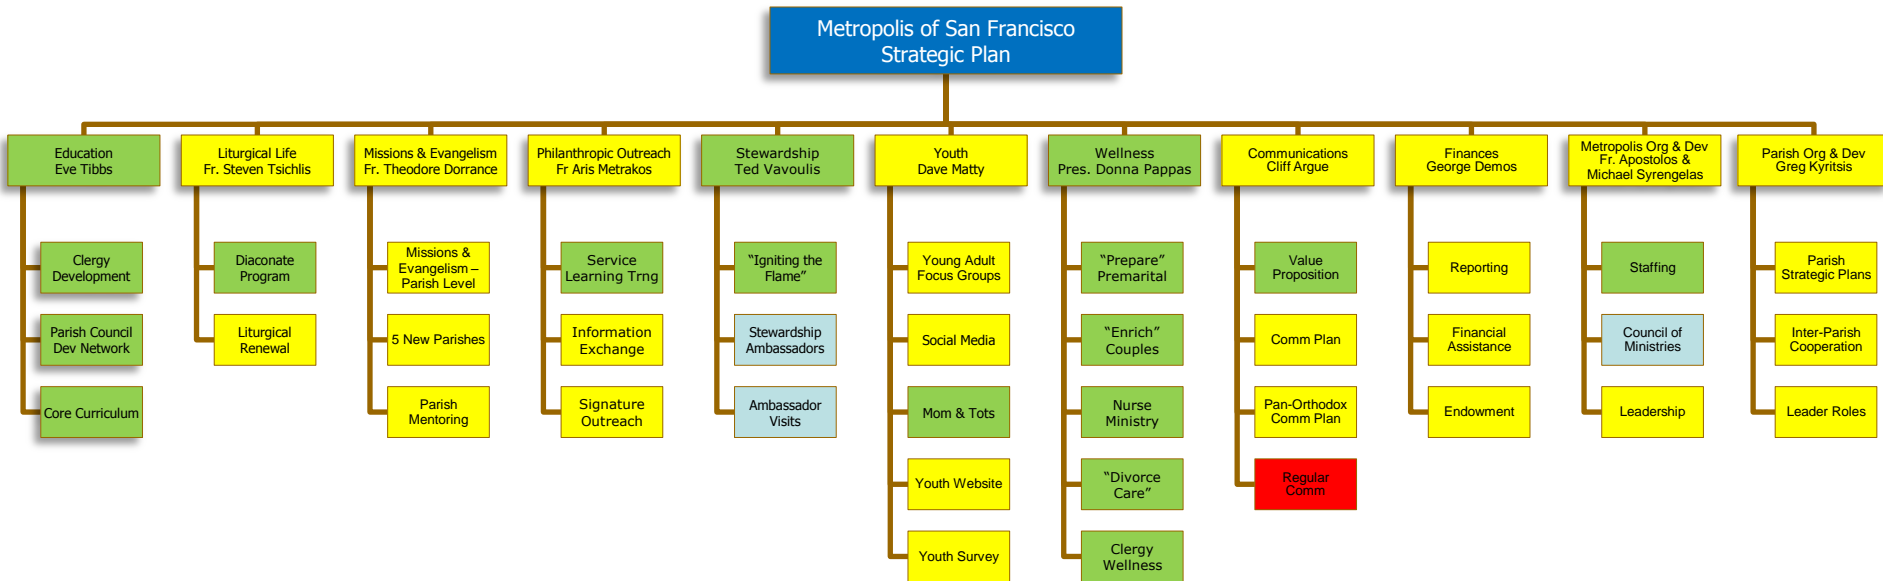 Metropolis of San Francisco
Strategic Plan
Education
Eve Tibbs
Liturgical Life
Fr. Steven Tsichlis
Missions & Evangelism
Fr. Theodore Dorrance
Philanthropic Outreach
Fr Aris Metrakos
Stewardship
Ted Vavoulis
Youth
Dave Matty
Wellness
Pres. Donna Pappas
Communications
Cliff Argue
Finances
George Demos
Metropolis Org & Dev
Fr. Apostolos &
Michael Syrengelas
Parish Org & Dev
Greg Kyritsis
Clergy
Development
Parish Council
Dev Network
Core Curriculum
Diaconate
Program
Liturgical
Renewal
Missions &
Evangelism –
Parish Level
5 New Parishes
Parish
Mentoring
Service
Learning Trng
Information
Exchange
Signature
Outreach
“Igniting the
Flame”
Stewardship
Ambassadors
Ambassador
Visits
Young Adult
Focus Groups
Social Media
Mom & Tots
Youth Website
Youth Survey
“Prepare”
Premarital
“Enrich”
Couples
Nurse
Ministry
“Divorce
Care”
Clergy
Wellness
Value
Proposition
Comm Plan
Pan-Orthodox
Comm Plan
Regular
Comm
Reporting
Financial
Assistance
Endowment
Staffing
Council of
Ministries
Leadership
Parish
Strategic Plans
Inter-Parish
Cooperation
Leader Roles